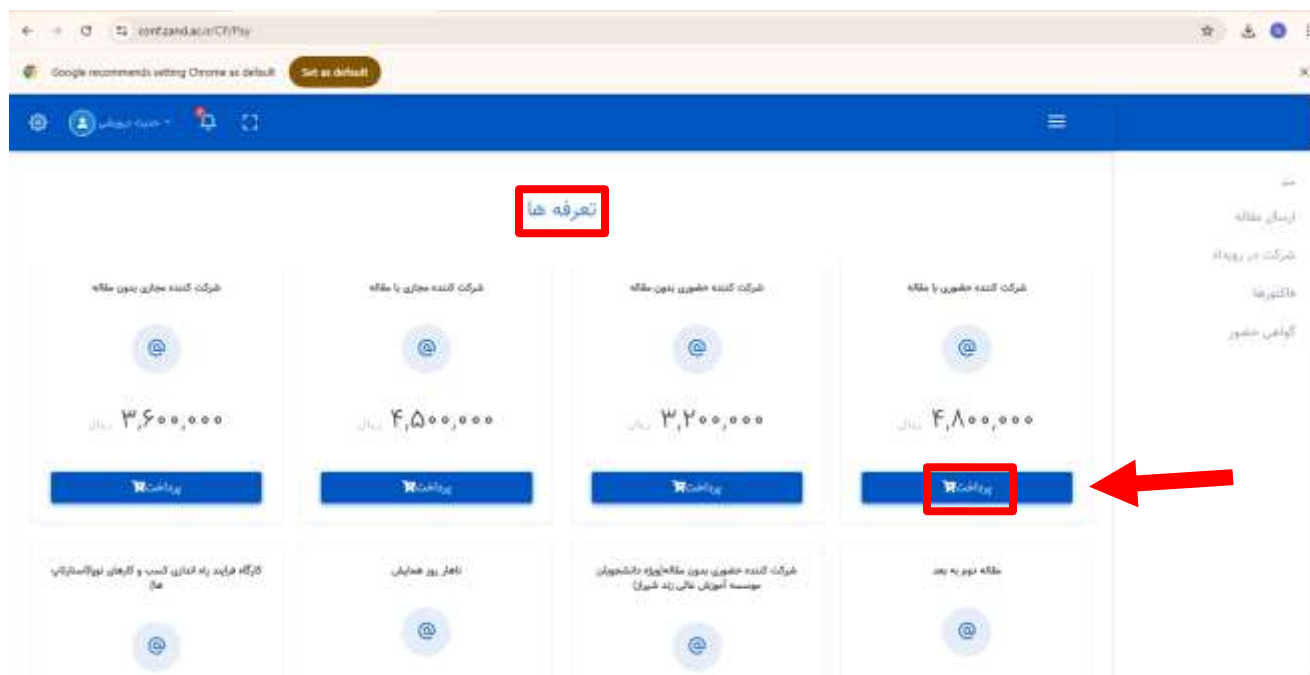 conf.zand.ac.ir/CP/Pay
Google recommends setting Chrome as default
Set as default
تعرفه ها
ارسال مقاله
شرکت در رویداد
فاکتورها
گواهی حضور
شرکت کننده حضوری با مقاله
شرکت کننده حضوری بدون مقاله
شرکت کننده مجازی با مقاله
شرکت کننده مجازی بدون مقاله
۴,۸۰۰,۰۰۰ ریال
۳,۲۰۰,۰۰۰ ریال
۴,۵۰۰,۰۰۰ ریال
۳,۶۰۰,۰۰۰ ریال
پرداخت
پرداخت
پرداخت
پرداخت
مقاله دوم به بعد
شرکت کننده حضوری بدون مقاله(ویژه دانشجویان
موسسه آموزش عالی زند شیراز)
ناهار روز همایش
کارگاه فرایند راه اندازی کسب و کارهای نوپا(استارتاپ
ها)